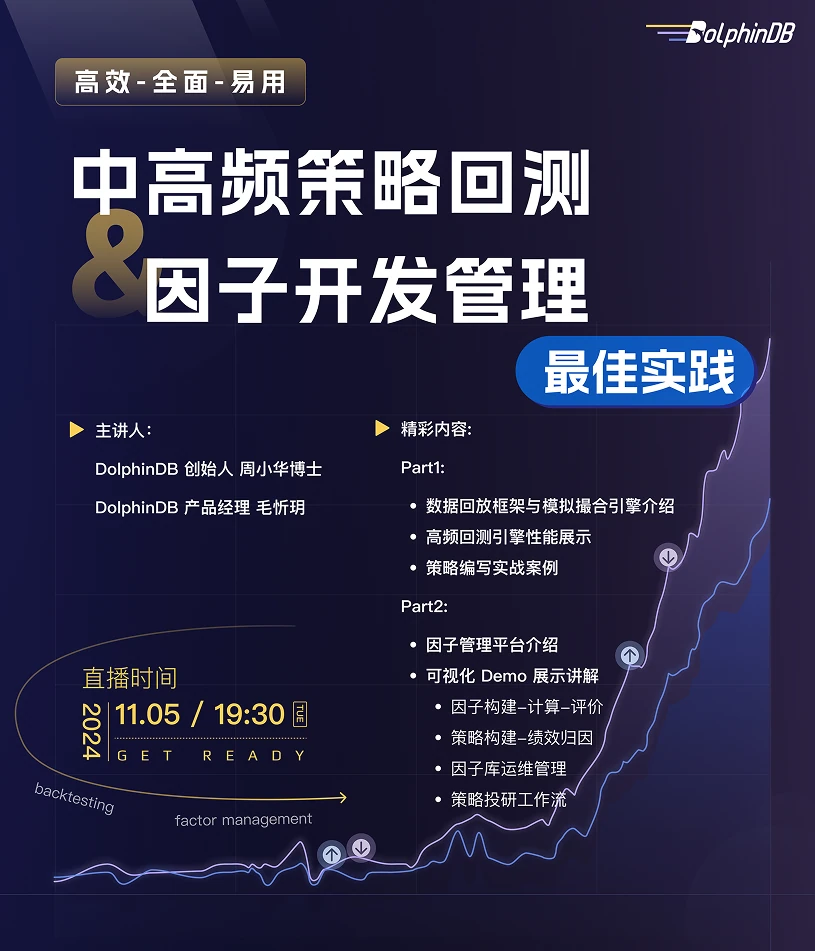 DolphinDB
高效-全面-易用
中高频策略回测
&
因子开发管理
最佳实践
主讲人：
DolphinDB 创始人 周小华博士
DolphinDB 产品经理 毛忻玥
精彩内容:
Part1:
• 数据回放框架与模拟撮合引擎介绍
• 高频回测引擎性能展示
• 策略编写实战案例
Part2:
• 因子管理平台介绍
• 可视化 Demo 展示讲解
• 因子构建–计算–评价
• 策略构建–绩效归因
• 因子库运维管理
• 策略投研工作流
直播时间
2024
11.05 / 19:30 TUE
GET READY
backtesting
factor management